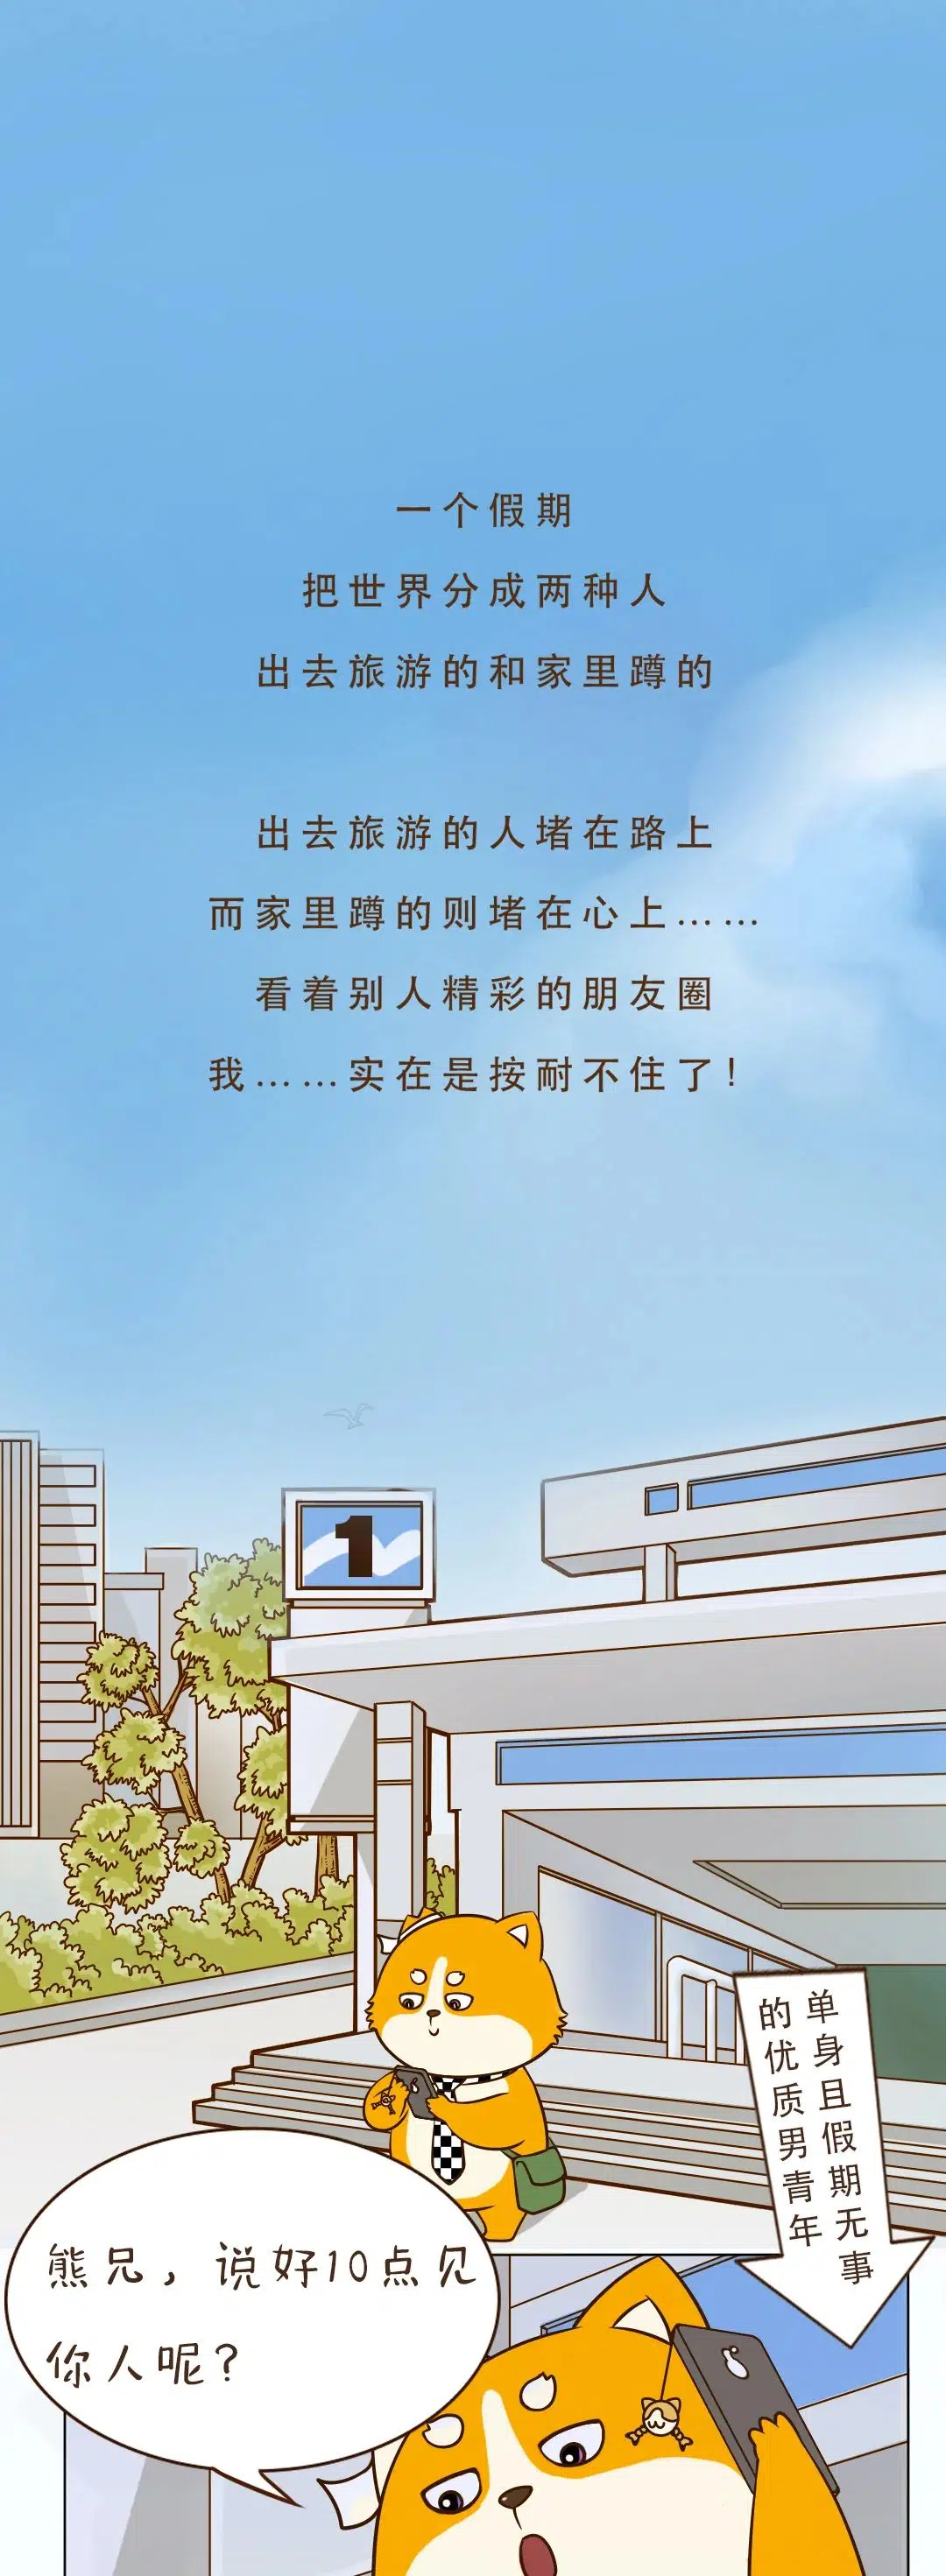 一个假期
把世界分成两种人
出去旅游的和家里蹲的
出去旅游的人堵在路上
而家里蹲的则堵在心上……
看着别人精彩的朋友圈
我……实在是按耐不住了!
1
单身且假期无事
的优质男青年
熊兄，说好10点见
你人呢？